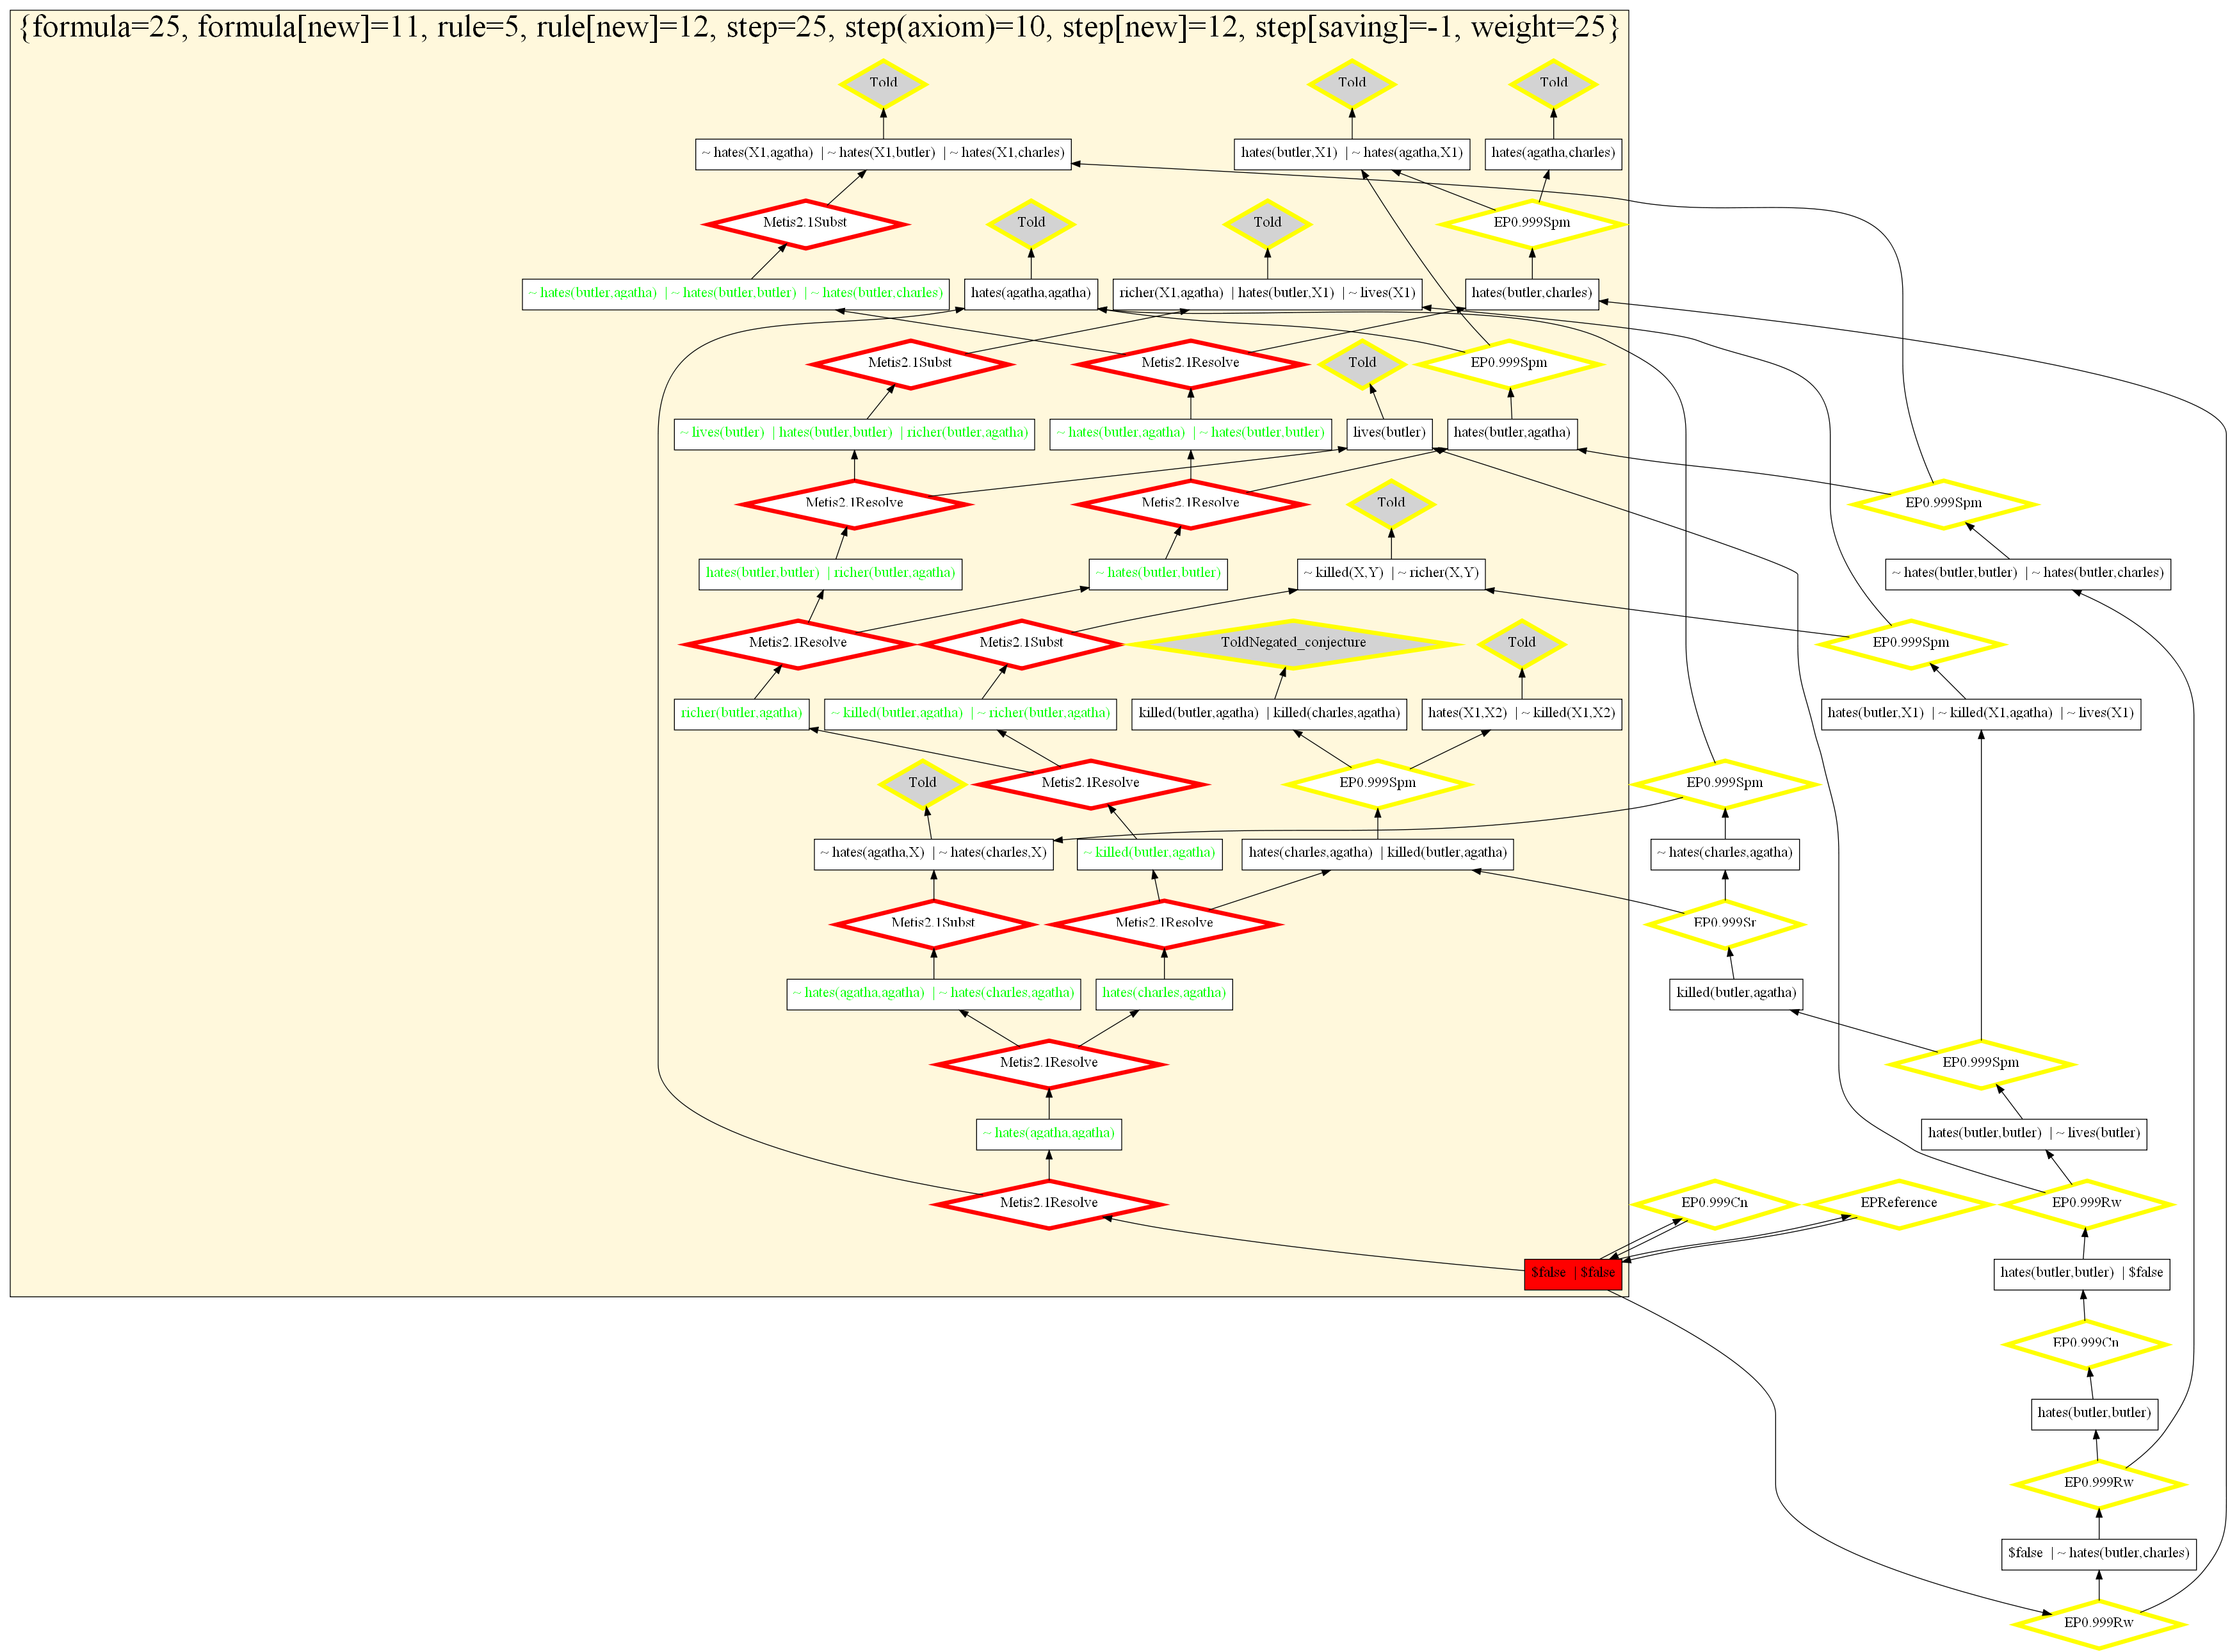 {formula=25, formula[new]=11, rule=5, rule[new]=12, step=25, step(axiom)=10, step[new]=12, step[saving]=-1, weight=25}
Told
Told
Told
~ hates(X1,agatha) | ~ hates(X1,butler) | ~ hates(X1,charles)
hates(butler,X1) | ~ hates(agatha,X1)
hates(agatha,charles)
Metis2.1Subst
Told
Told
EP0.999Spm
~ hates(butler,agatha) | ~ hates(butler,butler) | ~ hates(butler,charles)
hates(agatha,agatha)
richer(X1,agatha) | hates(butler,X1) | ~ lives(X1)
hates(butler,charles)
Metis2.1Subst
Metis2.1Resolve
Told
EP0.999Spm
~ lives(butler) | hates(butler,butler) | richer(butler,agatha)
~ hates(butler,agatha) | ~ hates(butler,butler)
lives(butler)
hates(butler,agatha)
Metis2.1Resolve
Metis2.1Resolve
Told
EP0.999Spm
hates(butler,butler) | richer(butler,agatha)
~ hates(butler,butler)
~ killed(X,Y) | ~ richer(X,Y)
~ hates(butler,butler) | ~ hates(butler,charles)
Metis2.1Resolve
Metis2.1Subst
ToldNegated_conjecture
Told
EP0.999Spm
richer(butler,agatha)
~ killed(butler,agatha) | ~ richer(butler,agatha)
killed(butler,agatha) | killed(charles,agatha)
hates(X1,X2) | ~ killed(X1,X2)
hates(butler,X1) | ~ killed(X1,agatha) | ~ lives(X1)
Told
Metis2.1Resolve
EP0.999Spm
EP0.999Spm
~ hates(agatha,X) | ~ hates(charles,X)
~ killed(butler,agatha)
hates(charles,agatha) | killed(butler,agatha)
~ hates(charles,agatha)
Metis2.1Subst
Metis2.1Resolve
EP0.999Sr
~ hates(agatha,agatha) | ~ hates(charles,agatha)
hates(charles,agatha)
killed(butler,agatha)
Metis2.1Resolve
EP0.999Spm
~ hates(agatha,agatha)
hates(butler,butler) | ~ lives(butler)
Metis2.1Resolve
EP0.999Cn
EPReference
EP0.999Rw
$false | $false
hates(butler,butler) | $false
EP0.999Cn
hates(butler,butler)
EP0.999Rw
$false | ~ hates(butler,charles)
EP0.999Rw